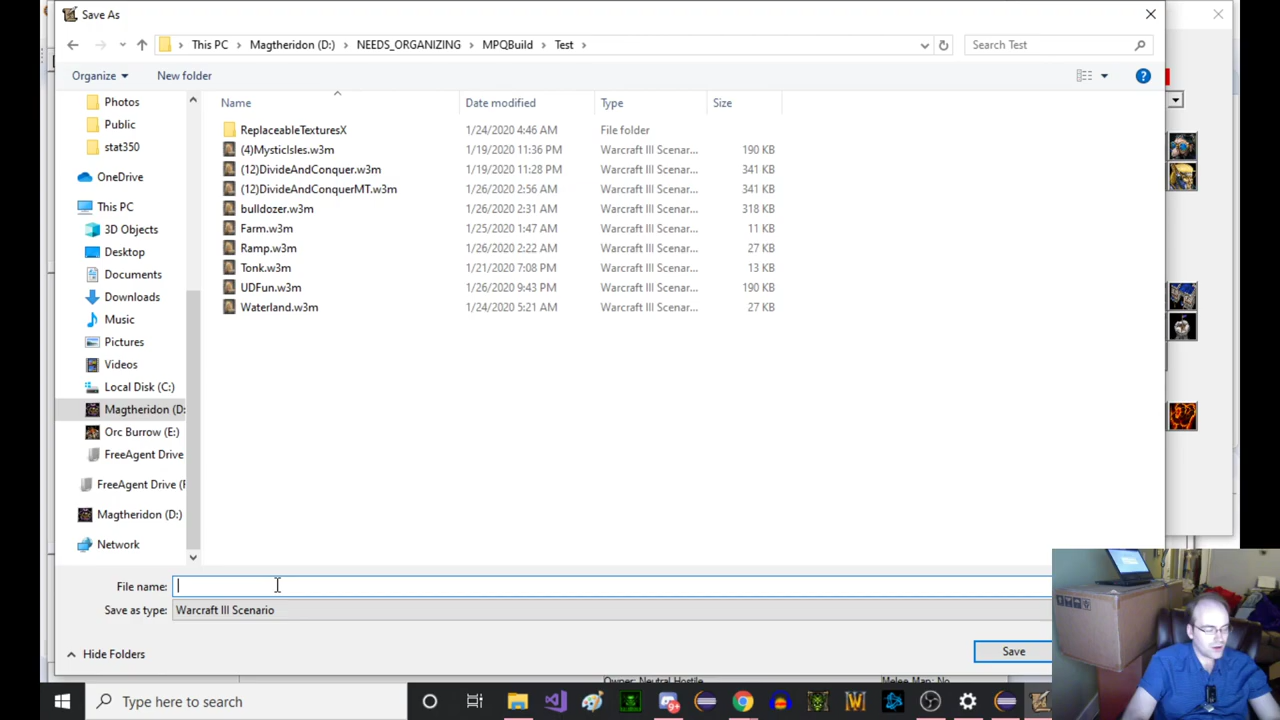 Save As
This PC > Magtheridon (D:) > NEEDS_ORGANIZING > MPQBuild > Test >
Search Test
Organize
New folder
Name
Date modified
Type
Size
ReplaceableTexturesX 1/24/2020 4:46 AM File folder
(4)MysticIsles.w3m 1/19/2020 11:36 PM Warcraft III Scenar... 190 KB
(12)DivideAndConquer.w3m 1/19/2020 11:28 PM Warcraft III Scenar... 341 KB
(12)DivideAndConquerMT.w3m 1/26/2020 2:56 AM Warcraft III Scenar... 341 KB
bulldozer.w3m 1/26/2020 2:31 AM Warcraft III Scenar... 318 KB
Farm.w3m 1/25/2020 1:47 AM Warcraft III Scenar... 11 KB
Ramp.w3m 1/26/2020 2:22 AM Warcraft III Scenar... 27 KB
Tonk.w3m 1/21/2020 7:08 PM Warcraft III Scenar... 13 KB
UDFun.w3m 1/26/2020 9:43 PM Warcraft III Scenar... 190 KB
Waterland.w3m 1/24/2020 5:21 AM Warcraft III Scenar... 27 KB
Photos
Public
stat350
OneDrive
This PC
3D Objects
Desktop
Documents
Downloads
Music
Pictures
Videos
Local Disk (C:)
Magtheridon (D:
Orc Burrow (E:)
FreeAgent Drive
FreeAgent Drive (F
Magtheridon (D:)
Network
File name:
Save as type: Warcraft III Scenario
Hide Folders
Save
Owner: Neutral Hostile
Melee Map: No
Type here to search